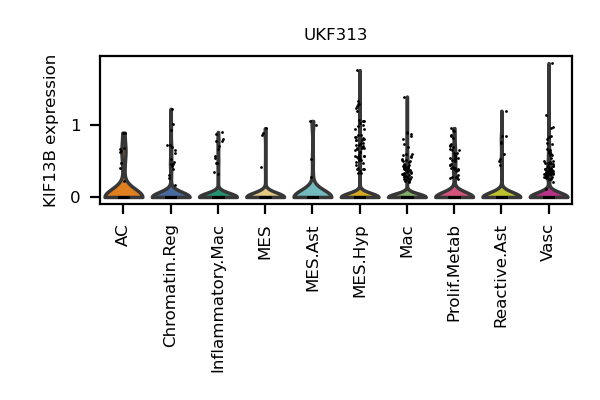 UKF313
KIF13B expression
1
0
AC
Chromatin.Reg
Inflammatory.Mac
MES
MES.Ast
MES.Hyp
Mac
Prolif.Metab
Reactive.Ast
Vasc